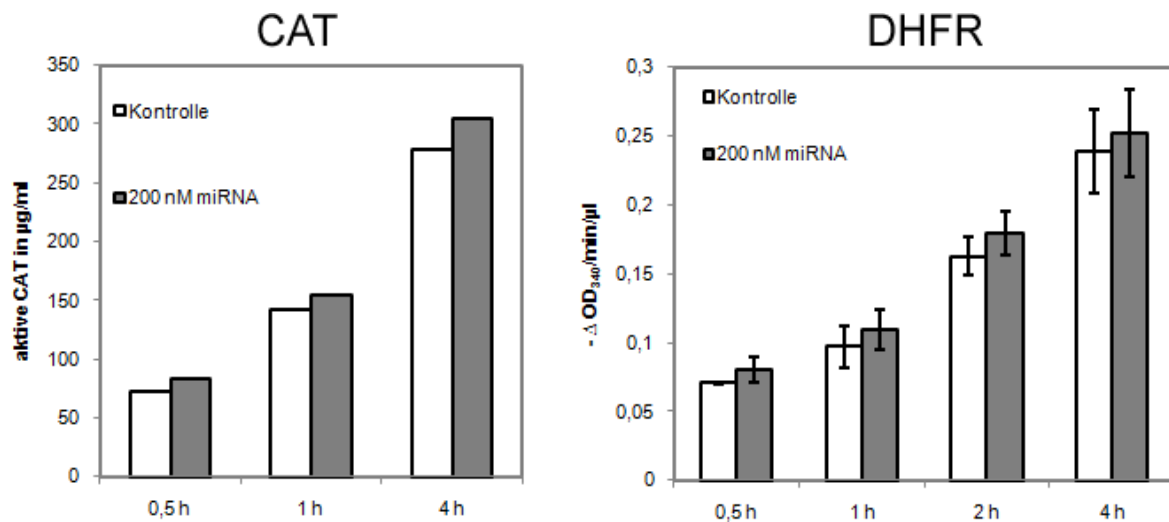 CAT
aktive CAT in µg/ml
350
300
250
200
150
100
50
0
Kontrolle
200 nM miRNA
0,5 h
1 h
4 h
DHFR
- Δ OD340/min/µl
0,3
0,25
0,2
0,15
0,1
0,05
0
Kontrolle
200 nM miRNA
0,5 h
1 h
2 h
4 h